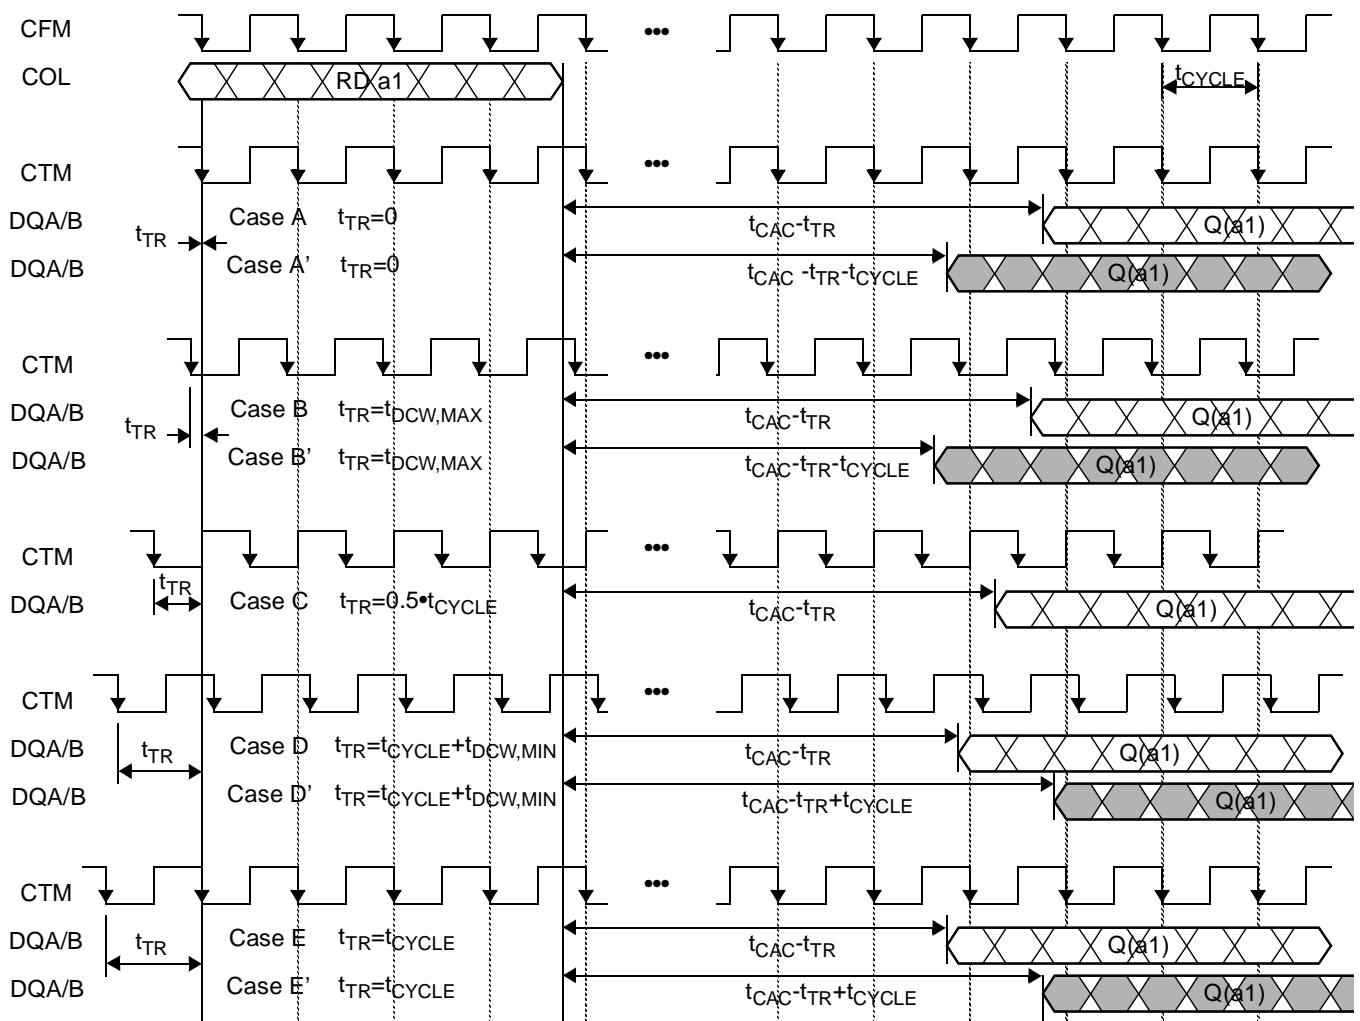 CFM •••
COL RD a1 tCYCLE
CTM •••
DQA/B Case A tTR=0 tCAC-tTR Q(a1)
tTR
DQA/B Case A' tTR=0 tCAC -tTR-tCYCLE Q(a1)
CTM •••
DQA/B Case B tTR=tDCW,MAX tCAC-tTR Q(a1)
tTR
DQA/B Case B' tTR=tDCW,MAX tCAC-tTR-tCYCLE Q(a1)
CTM •••
tTR
DQA/B Case C tTR=0.5•tCYCLE tCAC-tTR Q(a1)
CTM •••
DQA/B Case D tTR=tCYCLE+tDCW,MIN tCAC-tTR Q(a1)
tTR
DQA/B Case D' tTR=tCYCLE+tDCW,MIN tCAC-tTR+tCYCLE Q(a1)
CTM •••
DQA/B Case E tTR=tCYCLE tCAC-tTR Q(a1)
tTR
DQA/B Case E' tTR=tCYCLE tCAC-tTR+tCYCLE Q(a1)